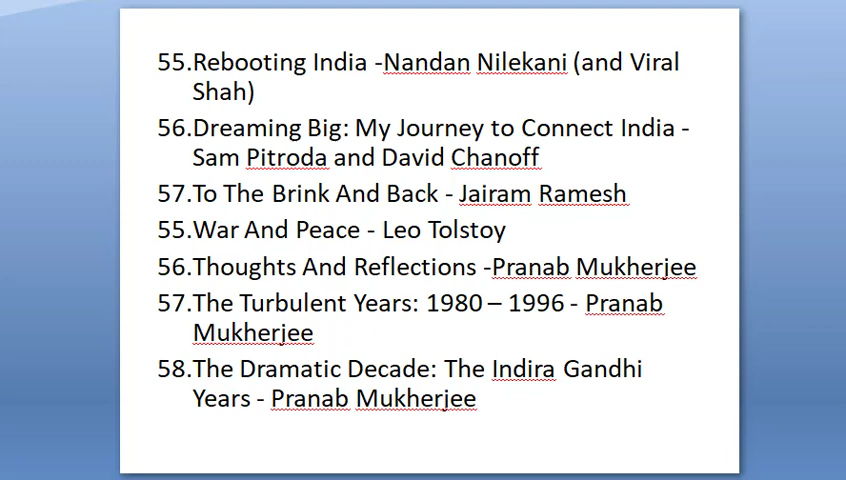 55.Rebooting India -Nandan Nilekani (and Viral
Shah)
56.Dreaming Big: My Journey to Connect India -
Sam Pitroda and David Chanoff
57.To The Brink And Back - Jairam Ramesh
55.War And Peace - Leo Tolstoy
56.Thoughts And Reflections -Pranab Mukherjee
57.The Turbulent Years: 1980 – 1996 - Pranab
Mukherjee
58.The Dramatic Decade: The Indira Gandhi
Years - Pranab Mukherjee